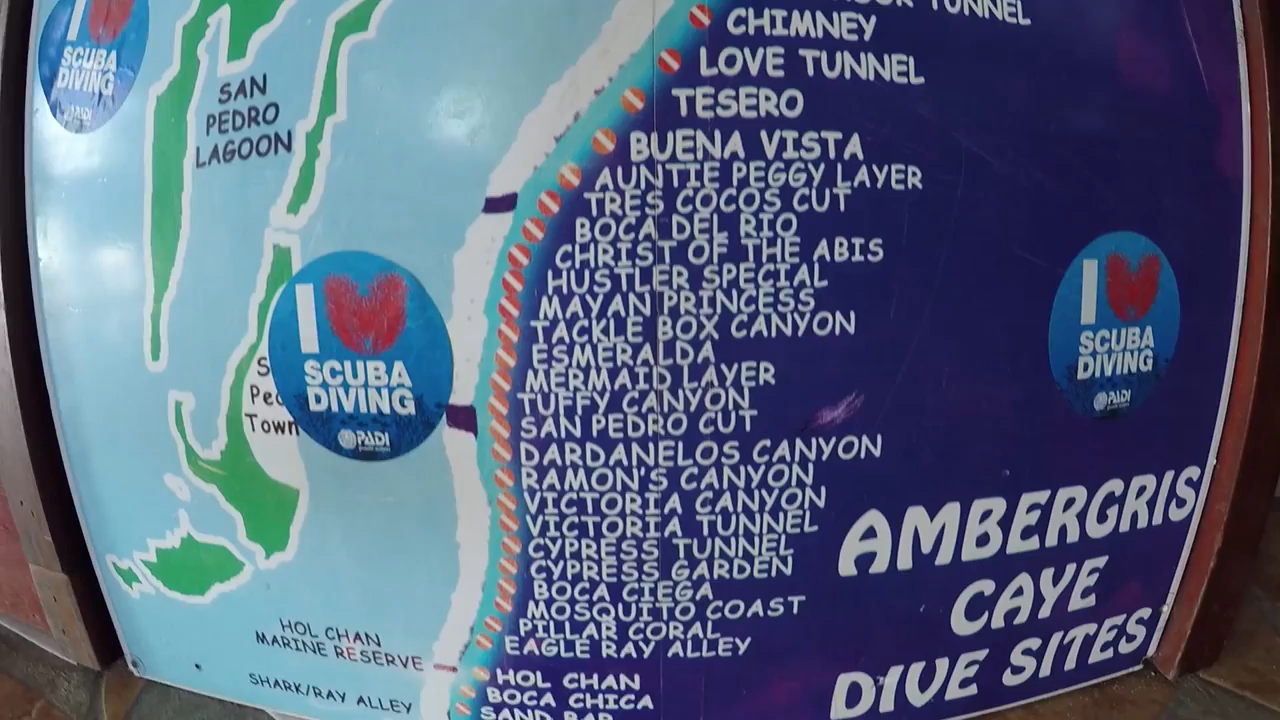 I
SCUBA
DIVING
PADI
SAN
PEDRO
LAGOON
TUNNEL
CHIMNEY
LOVE TUNNEL
TESERO
BUENA VISTA
AUNTIE PEGGY LAYER
TRES COCOS CUT
BOCA DEL RIO
CHRIST OF THE ABIS
HUSTLER SPECIAL
MAYAN PRINCESS
TACKLE BOX CANYON
ESMERALDA
MERMAID LAYER
TUFFY CANYON
SAN PEDRO CUT
DARDANELOS CANYON
RAMON'S CANYON
VICTORIA CANYON
VICTORIA TUNNEL
CYPRESS TUNNEL
CYPRESS GARDEN
BOCA CIEGA
MOSQUITO COAST
PILLAR CORAL
EAGLE RAY ALLEY
HOL CHAN
BOCA CHICA
SAND BAR
Town
I
SCUBA
DIVING
PADI
HOL CHAN
MARINE RESERVE
SHARK/RAY ALLEY
I
SCUBA
DIVING
PADI
AMBERGRIS
CAYE
DIVE SITES